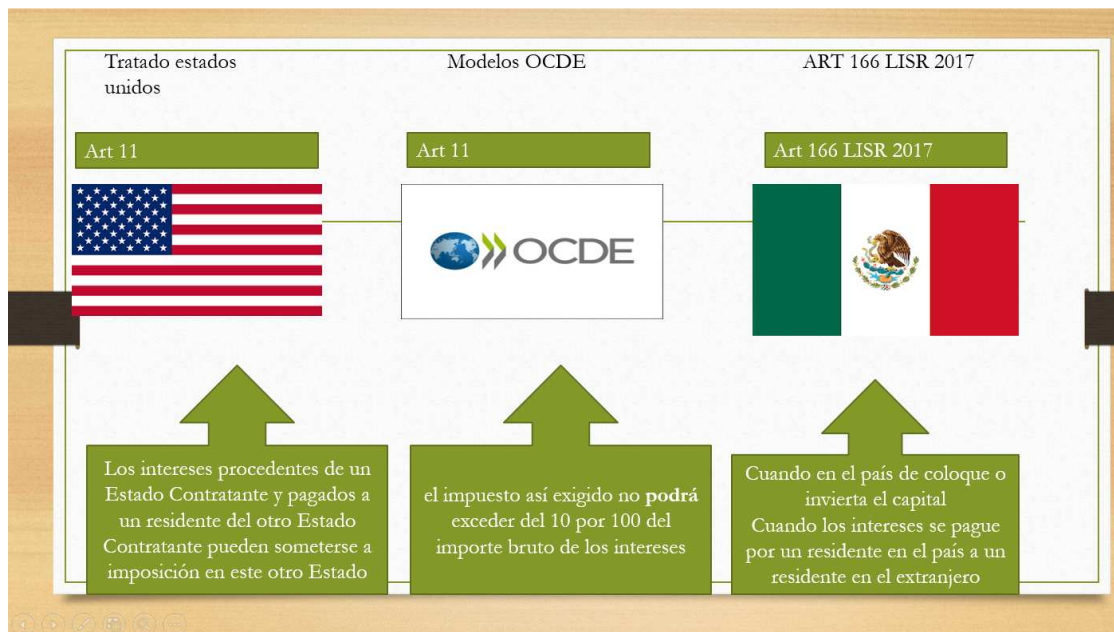 Tratado estados
unidos
Modelos OCDE
ART 166 LISR 2017
Art 11
Art 11
Art 166 LISR 2017
OCDE
Los intereses procedentes de un
Estado Contratante y pagados a
un residente del otro Estado
Contratante pueden someterse a
imposición en este otro Estado
el impuesto así exigido no podrá
exceder del 10 por 100 del
importe bruto de los intereses
Cuando en el país de coloque o
invierta el capital
Cuando los intereses se pague
por un residente en el país a un
residente en el extranjero